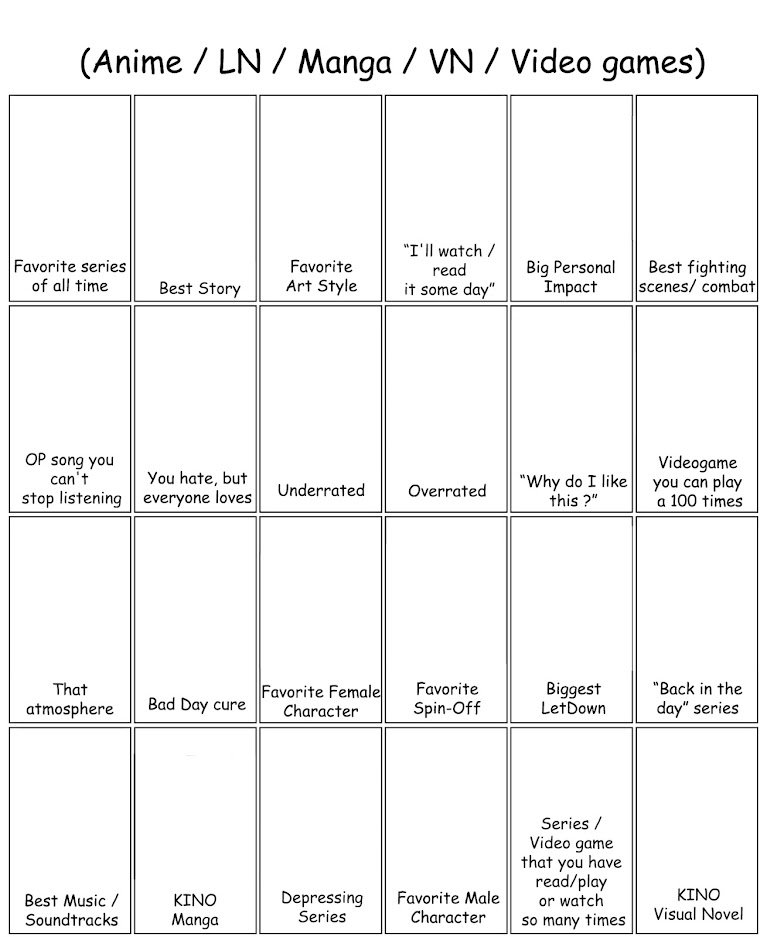 (Anime / LN / Manga / VN / Video games)
Favorite series
of all time
Best Story
Favorite
Art Style
“I'll watch /
read
it some day”
Big Personal
Impact
Best fighting
scenes/ combat
OP song you
can't
stop listening
You hate, but
everyone loves
Underrated
Overrated
“Why do I like
this ?”
Videogame
you can play
a 100 times
That
atmosphere
Bad Day cure
Favorite Female
Character
Favorite
Spin-Off
Biggest
LetDown
“Back in the
day” series
Best Music /
Soundtracks
KINO
Manga
Depressing
Series
Favorite Male
Character
Series /
Video game
that you have
read/play
or watch
so many times
KINO
Visual Novel